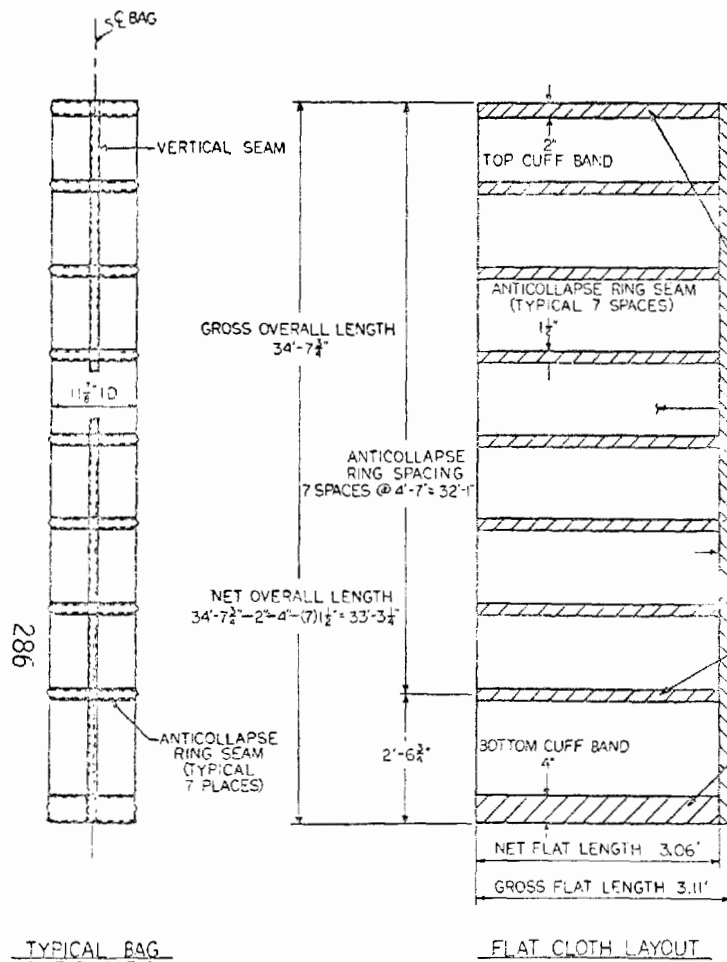 S ℄ BAG
VERTICAL SEAM
2"
TOP CUFF BAND
ANTICOLLAPSE RING SEAM
(TYPICAL 7 SPACES)
1½"
GROSS OVERALL LENGTH
34'-7¾"
11⅞" ID
ANTICOLLAPSE
RING SPACING
7 SPACES @ 4'-7"= 32'-1"
NET OVERALL LENGTH
34'-7¾"-2"-4"-(7)1½"= 33'-3¼"
286
ANTICOLLAPSE
RING SEAM
(TYPICAL
7 PLACES)
2'-6¾"
BOTTOM CUFF BAND
4"
NET FLAT LENGTH 3.06'
GROSS FLAT LENGTH 3.11'
TYPICAL BAG
FLAT CLOTH LAYOUT